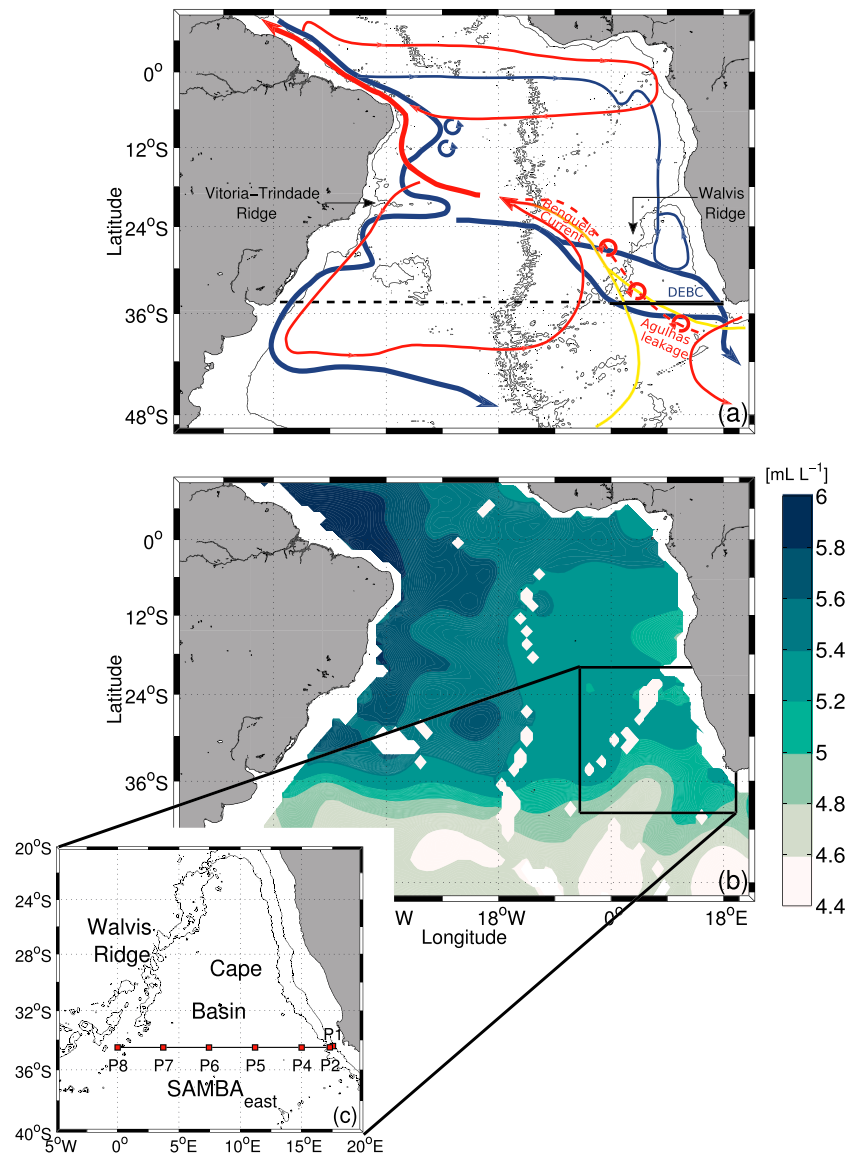 0°
12°S
24°S
36°S
48°S
Latitude
Vitoria-Trindade
Ridge
Walvis
Ridge
Benguela
Current
DEBC
Agulhas
leakage
(a)
[mL L⁻¹]
6
5.8
5.6
5.4
5.2
5
4.8
4.6
4.4
0°
12°S
24°S
36°S
Latitude
(b)
W
18°W
0°
18°E
Longitude
20°S
24°S
28°S
32°S
36°S
40°S
Walvis
Ridge
Cape
Basin
P1
P8
P7
P6
P5
P4
P2
SAMBA east
(c)
5°W
0°
5°E
10°E
15°E
20°E